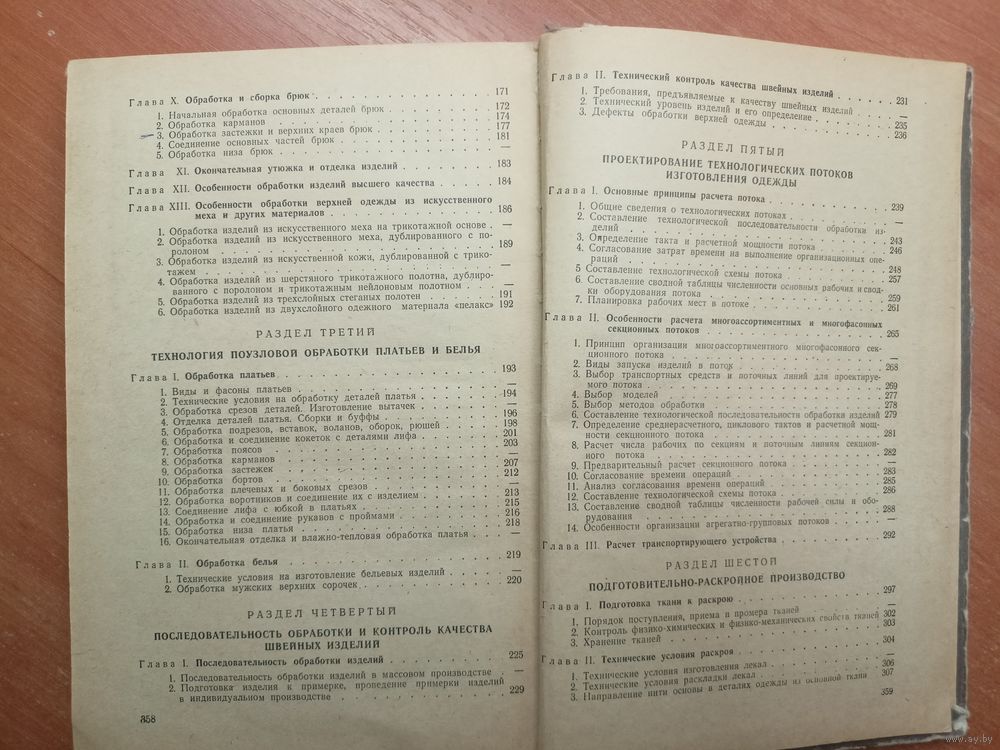 Глава X. Обработка и сборка брюк . . . 171
1. Начальная обработка основных деталей брюк . . . 172
2. Обработка карманов . . . 174
3. Обработка застежки и верхних краев брюк . . . 177
4. Соединение основных частей брюк . . . 181
5. Обработка низа брюк . . . —
Глава XI. Окончательная утюжка и отделка изделий . . . 183
Глава XII. Особенности обработки изделий высшего качества . . . 184
Глава XIII. Особенности обработки верхней одежды из искусственного
меха и других материалов . . . 186
1. Обработка изделий из искусственного меха на трикотажной основе . —
2. Обработка изделий из искусственного меха, дублированного с по-
ролоном . . . 189
3. Обработка изделий из искусственной кожи, дублированной с трико-
тажем . . . —
4. Обработка изделий из шерстяного трикотажного полотна, дублиро-
ванного с поролоном и трикотажным нейлоновым полотном . . . —
5. Обработка изделий из трехслойных стеганых полотен . . . 191
6. Обработка изделий из двухслойного одежного материала «пелакс» 192
РАЗДЕЛ ТРЕТИЙ
ТЕХНОЛОГИЯ ПОУЗЛОВОЙ ОБРАБОТКИ ПЛАТЬЕВ И БЕЛЬЯ
Глава I. Обработка платьев . . . 193
1. Виды и фасоны платьев . . . —
2. Технические условия на обработку деталей платья . . . 194
3. Обработка срезов деталей. Изготовление вытачек . . . —
4. Отделка деталей платья. Сборки и буффы . . . 196
5. Обработка подрезов, вставок, воланов, оборок, рюшей . . . 198
6. Обработка и соединение кокеток с деталями лифа . . . 201
7. Обработка поясов . . . 203
8. Обработка карманов . . . —
9. Обработка застежек . . . 207
10. Обработка бортов . . . 212
11. Обработка плечевых и боковых срезов . . . —
12. Обработка воротников и соединение их с изделием . . . 213
13. Соединение лифа с юбкой в платьях . . . 215
14. Обработка и соединение рукавов с проймами . . . 216
15. Обработка низа платья . . . 218
16. Окончательная отделка и влажно-тепловая обработка платья . . . —
Глава II. Обработка белья . . . 219
1. Технические условия на изготовление бельевых изделий . . . —
2. Обработка мужских верхних сорочек . . . 220
РАЗДЕЛ ЧЕТВЕРТЫЙ
ПОСЛЕДОВАТЕЛЬНОСТЬ ОБРАБОТКИ И КОНТРОЛЬ КАЧЕСТВА
ШВЕЙНЫХ ИЗДЕЛИЙ
Глава I. Последовательность обработки изделий . . . 225
1. Последовательность обработки изделий в массовом производстве . —
2. Подготовка изделия к примерке, проведение примерки изделий
в индивидуальном производстве . . . 229
358
Глава II. Технический контроль качества швейных изделий . . . 231
1. Требования, предъявляемые к качеству швейных изделий . . . —
2. Технический уровень изделий и его определение . . . 235
3. Дефекты обработки верхней одежды . . . 236
РАЗДЕЛ ПЯТЫЙ
ПРОЕКТИРОВАНИЕ ТЕХНОЛОГИЧЕСКИХ ПОТОКОВ
ИЗГОТОВЛЕНИЯ ОДЕЖДЫ
Глава I. Основные принципы расчета потока . . . 239
1. Общие сведения о технологических потоках . . . —
2. Составление технологической последовательности обработки из-
делий . . . 243
3. Определение такта и расчетной мощности потока . . . 246
4. Согласование затрат времени на выполнение организационных опе-
раций . . . 248
5 Составление технологической схемы потока . . . 257
6. Составление сводной таблицы численности основных рабочих и свод-
ки оборудования потока . . . 259
7. Планировка рабочих мест в потоке . . . 261
Глава II. Особенности расчета многоассортиментных и многофасонных
секционных потоков . . . 265
1. Принцип организации многоассортиментного многофасонного сек-
ционного потока . . . —
2. Виды запуска изделий в поток . . . 268
3. Выбор транспортных средств и поточных линий для проектируе-
мого потока . . . 269
4. Выбор моделей . . . 277
5. Выбор методов обработки . . . 278
6. Составление технологической последовательности обработки изделий 279
7. Определение среднерасчетного, циклового тактов и расчетной мощ-
ности секционного потока . . . 281
8. Расчет числа рабочих по секциям и поточным линиям секцион-
ного потока . . . 282
9. Предварительный расчет секционного потока . . . —
10. Согласование времени операций . . . 283
11. Анализ согласования времени операций . . . 285
12. Составление технологической схемы потока . . . 286
13. Составление сводной таблицы численности рабочей силы и обо-
рудования . . . 288
14. Особенности организации агрегатно-групповых потоков . . . —
Глава III. Расчет транспортирующего устройства . . . 292
РАЗДЕЛ ШЕСТОЙ
ПОДГОТОВИТЕЛЬНО-РАСКРОЙНОЕ ПРОИЗВОДСТВО
Глава I. Подготовка ткани к раскрою . . . 297
1. Порядок поступления, приема и промера тканей . . . —
2. Контроль физико-химических и физико-механических свойств тканей 302
3. Хранение тканей . . . 303
Глава II. Технические условия раскроя . . . 304
1. Технические условия изготовления лекал . . . —
2. Технические условия раскладки лекал . . . 306
3. Направление нити основы в деталях одежды из основной ткани 307
359
www.ay.by